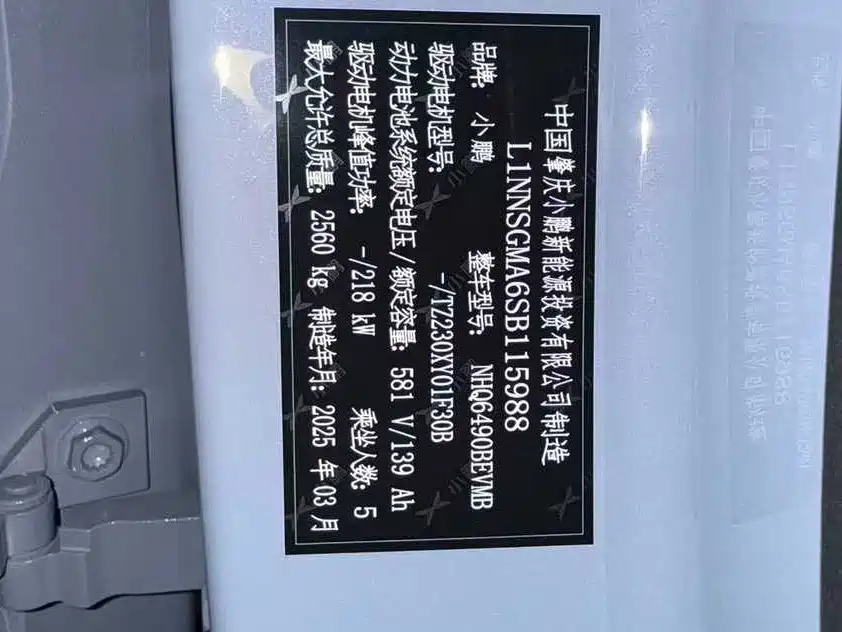 中国肇庆小鹏新能源投资有限公司制造
L1NNSGMA6SB115988
品牌: 小鹏 整车型号: NHQ6490BEVMB
驱动电机型号: -/TZ230XY01F30B
动力电池系统额定电压/额定容量: 581 V/139 Ah
驱动电机峰值功率: -/218 kW 乘坐人数: 5
最大允许总质量: 2560 kg 制造年月: 2025 年 03 月